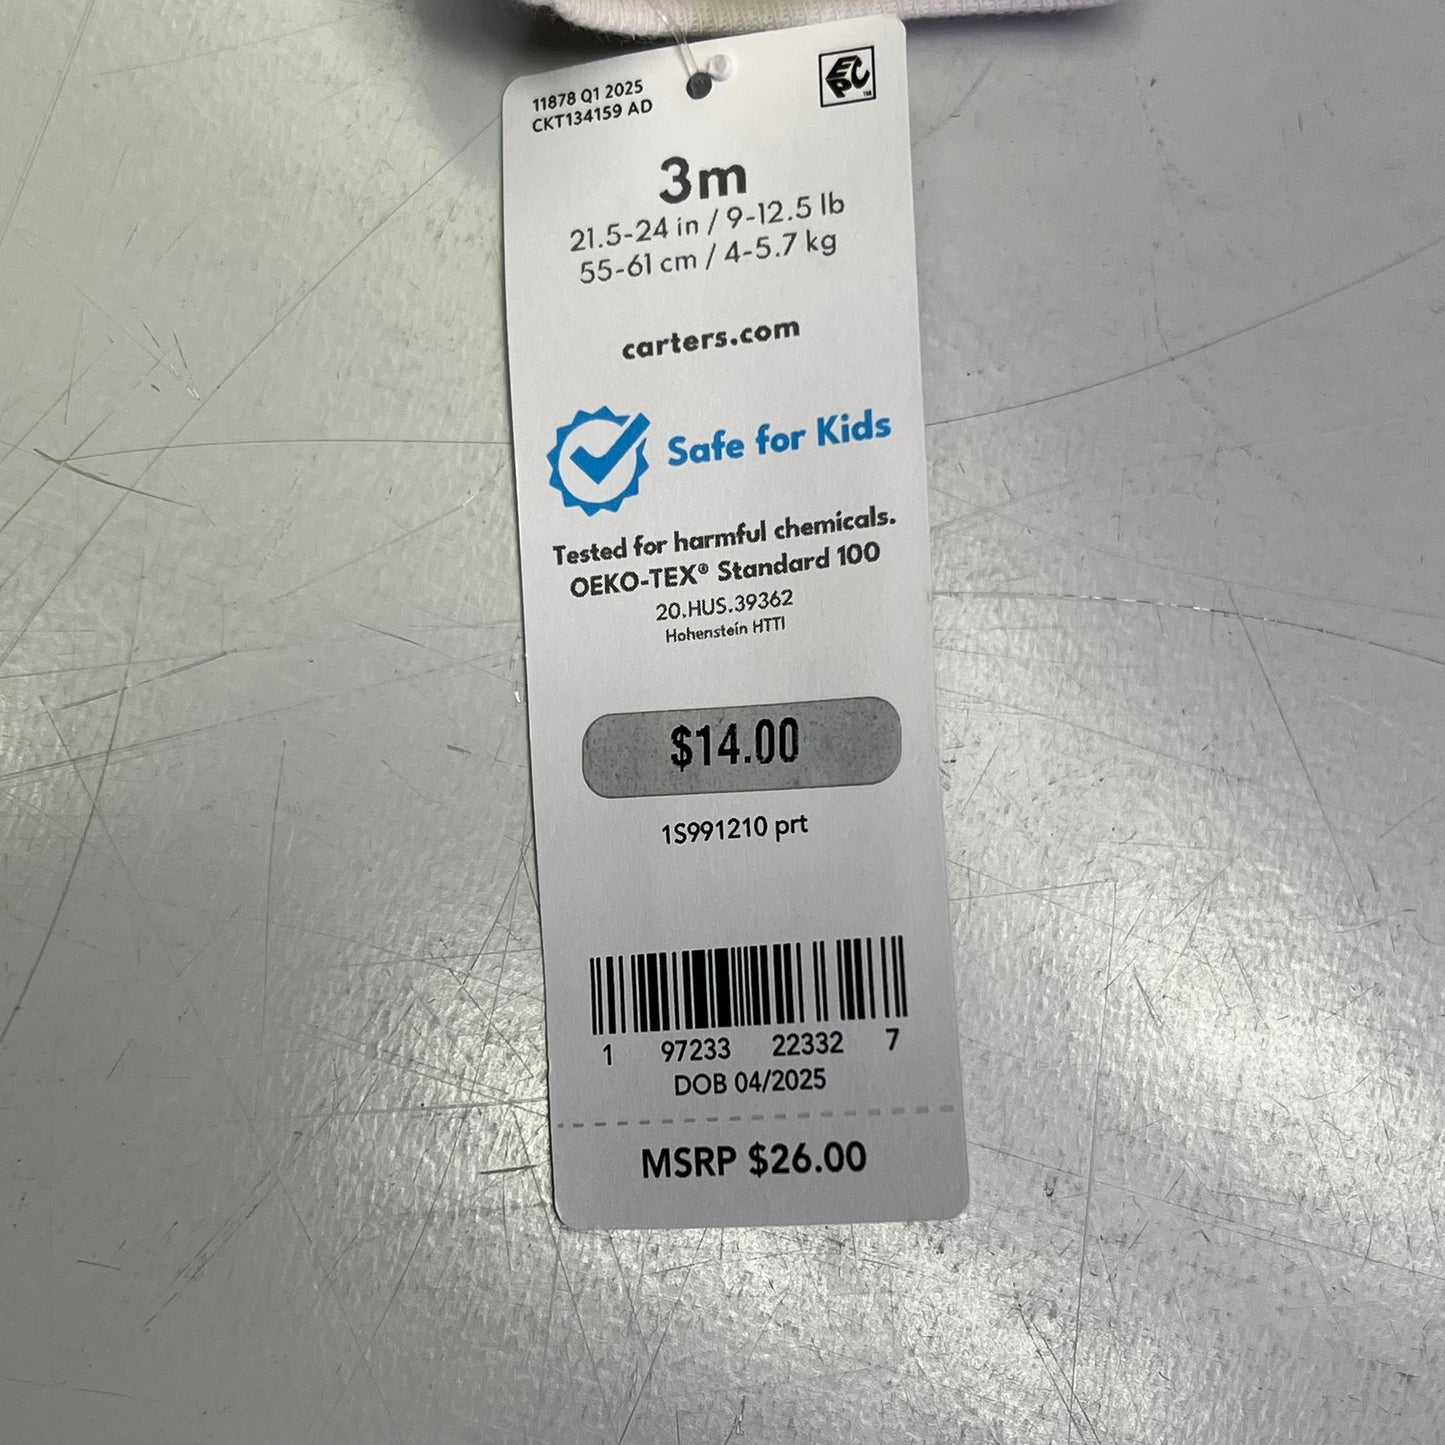 11878 Q1 2025
CKT134159 AD
EPC
™
3m
21.5-24 in / 9-12.5 lb
55-61 cm / 4-5.7 kg
carters.com
Safe for Kids
Tested for harmful chemicals.
OEKO-TEX® Standard 100
20.HUS.39362
Hohenstein HTTI
$14.00
1S991210 prt
1 97233 22332 7
DOB 04/2025
MSRP $26.00